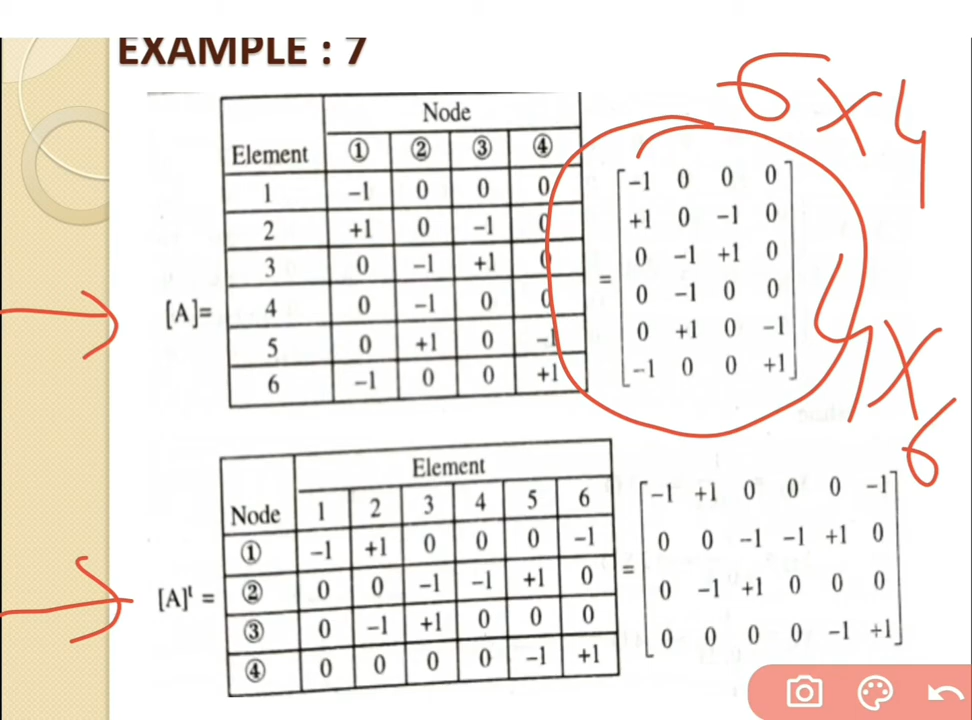 EXAMPLE : 7
6 x 4
Node
Element ① ② ③ ④
1 −1 0 0 0
2 +1 0 −1 0
3 0 −1 +1 0
4 0 −1 0 0
5 0 +1 0 −1
6 −1 0 0 +1
[A]=
=
−1 0 0 0
+1 0 −1 0
0 −1 +1 0
0 −1 0 0
0 +1 0 −1
−1 0 0 +1
4 x
6
Element
Node 1 2 3 4 5 6
① −1 +1 0 0 0 −1
② 0 0 −1 −1 +1 0
③ 0 −1 +1 0 0 0
④ 0 0 0 0 −1 +1
[A]ᵗ =
=
−1 +1 0 0 0 −1
0 0 −1 −1 +1 0
0 −1 +1 0 0 0
0 0 0 0 −1 +1